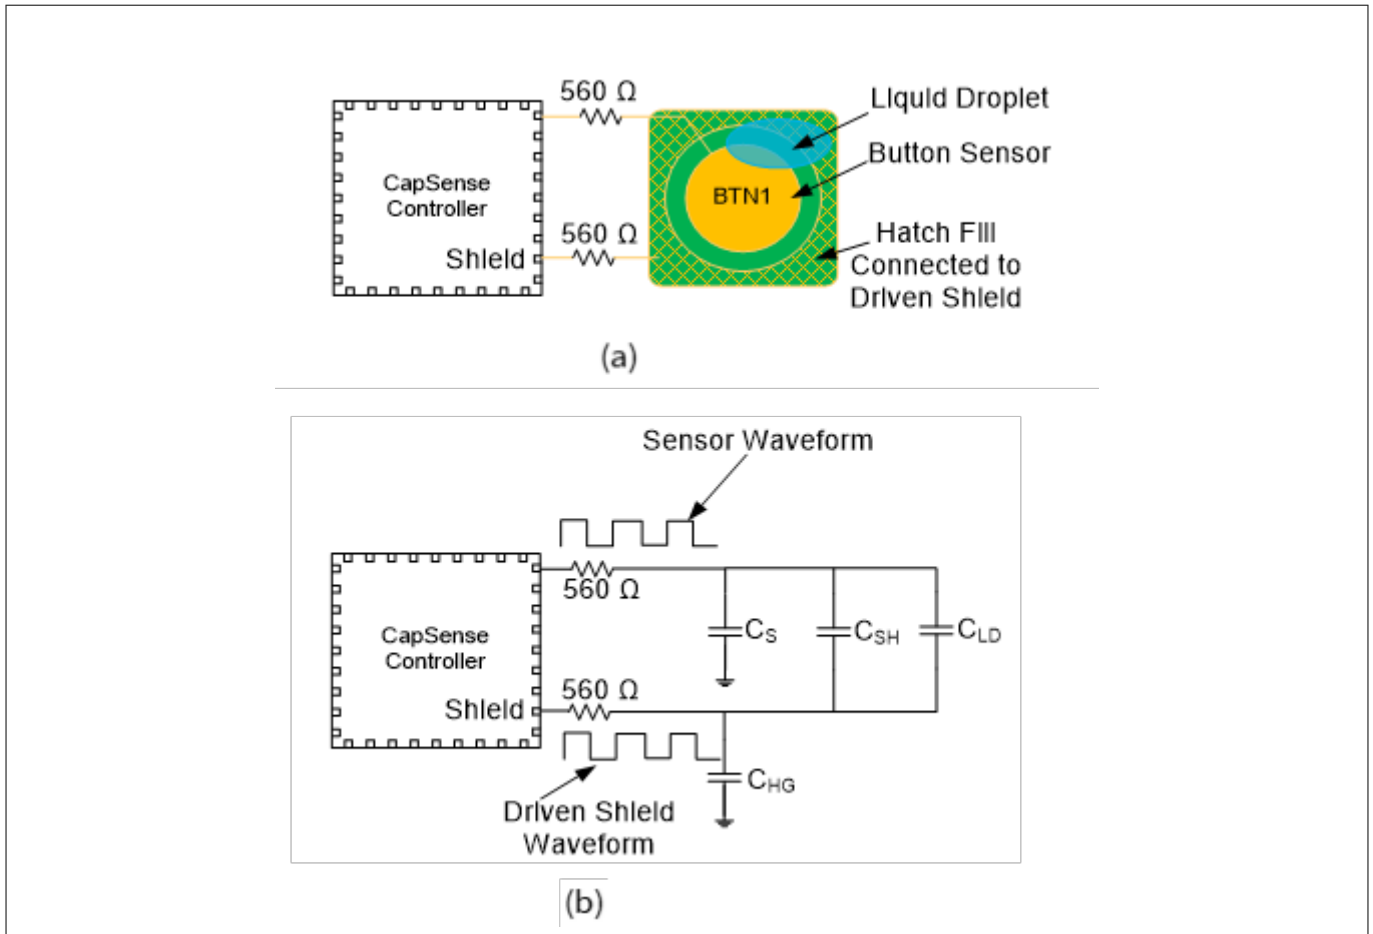 560 Ω
Liquid Droplet
Button Sensor
CapSense
Controller
BTN1
560 Ω
Shield
Hatch Fill
Connected to
Driven Shield
(a)
Sensor Waveform
560 Ω
CapSense
Controller
CS
CSH
CLD
560 Ω
Shield
CHG
Driven Shield
Waveform
(b)